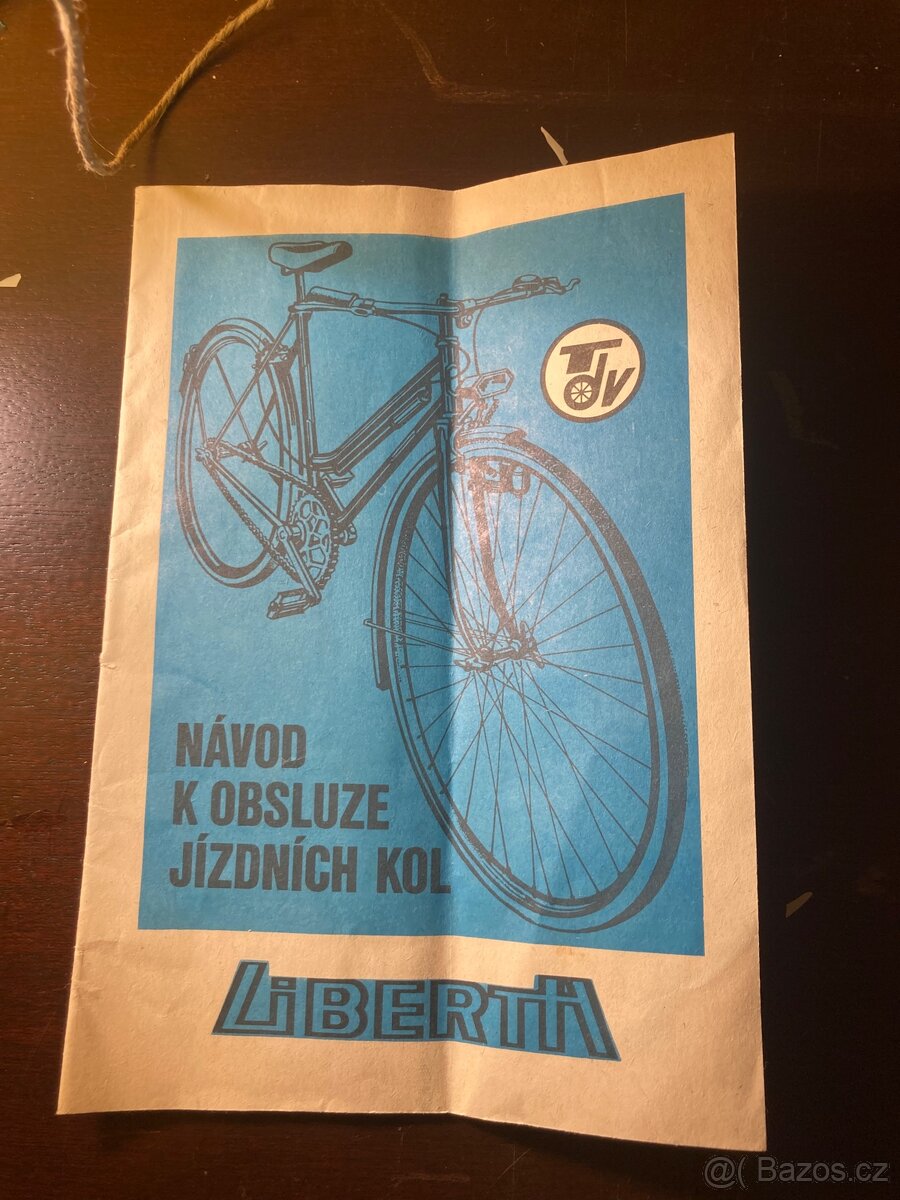 TdV
NÁVOD
K OBSLUZE
JÍZDNÍCH KOL
LiBERTA
@( Bazos.cz